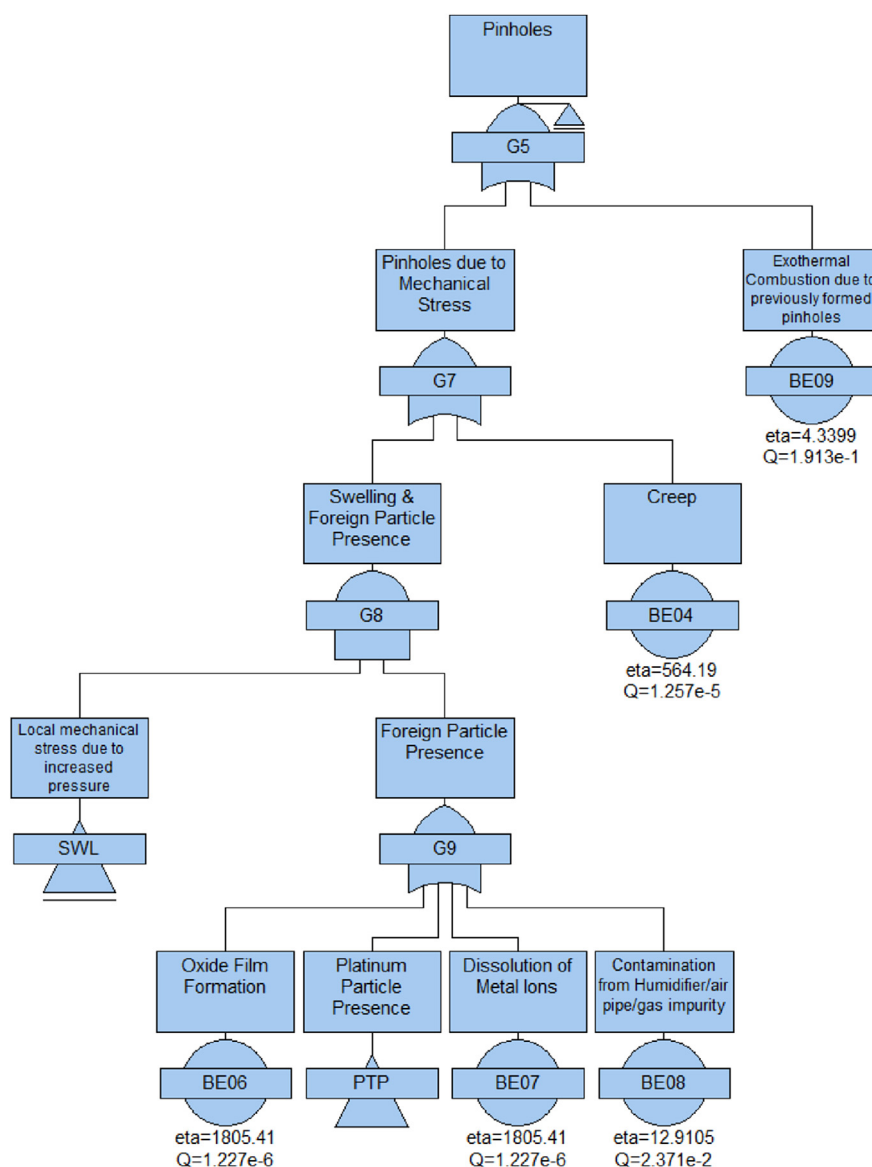 Pinholes
G5
Pinholes due to
Mechanical
Stress
Exothermal
Combustion due to
previously formed
pinholes
G7
BE09
eta=4.3399
Q=1.913e-1
Swelling &
Foreign Particle
Presence
Creep
G8
BE04
eta=564.19
Q=1.257e-5
Local mechanical
stress due to
increased
pressure
Foreign Particle
Presence
SWL
G9
Oxide Film
Formation
Platinum
Particle
Presence
Dissolution of
Metal Ions
Contamination
from Humidifier/air
pipe/gas impurity
BE06
PTP
BE07
BE08
eta=1805.41
Q=1.227e-6
eta=1805.41
Q=1.227e-6
eta=12.9105
Q=2.371e-2